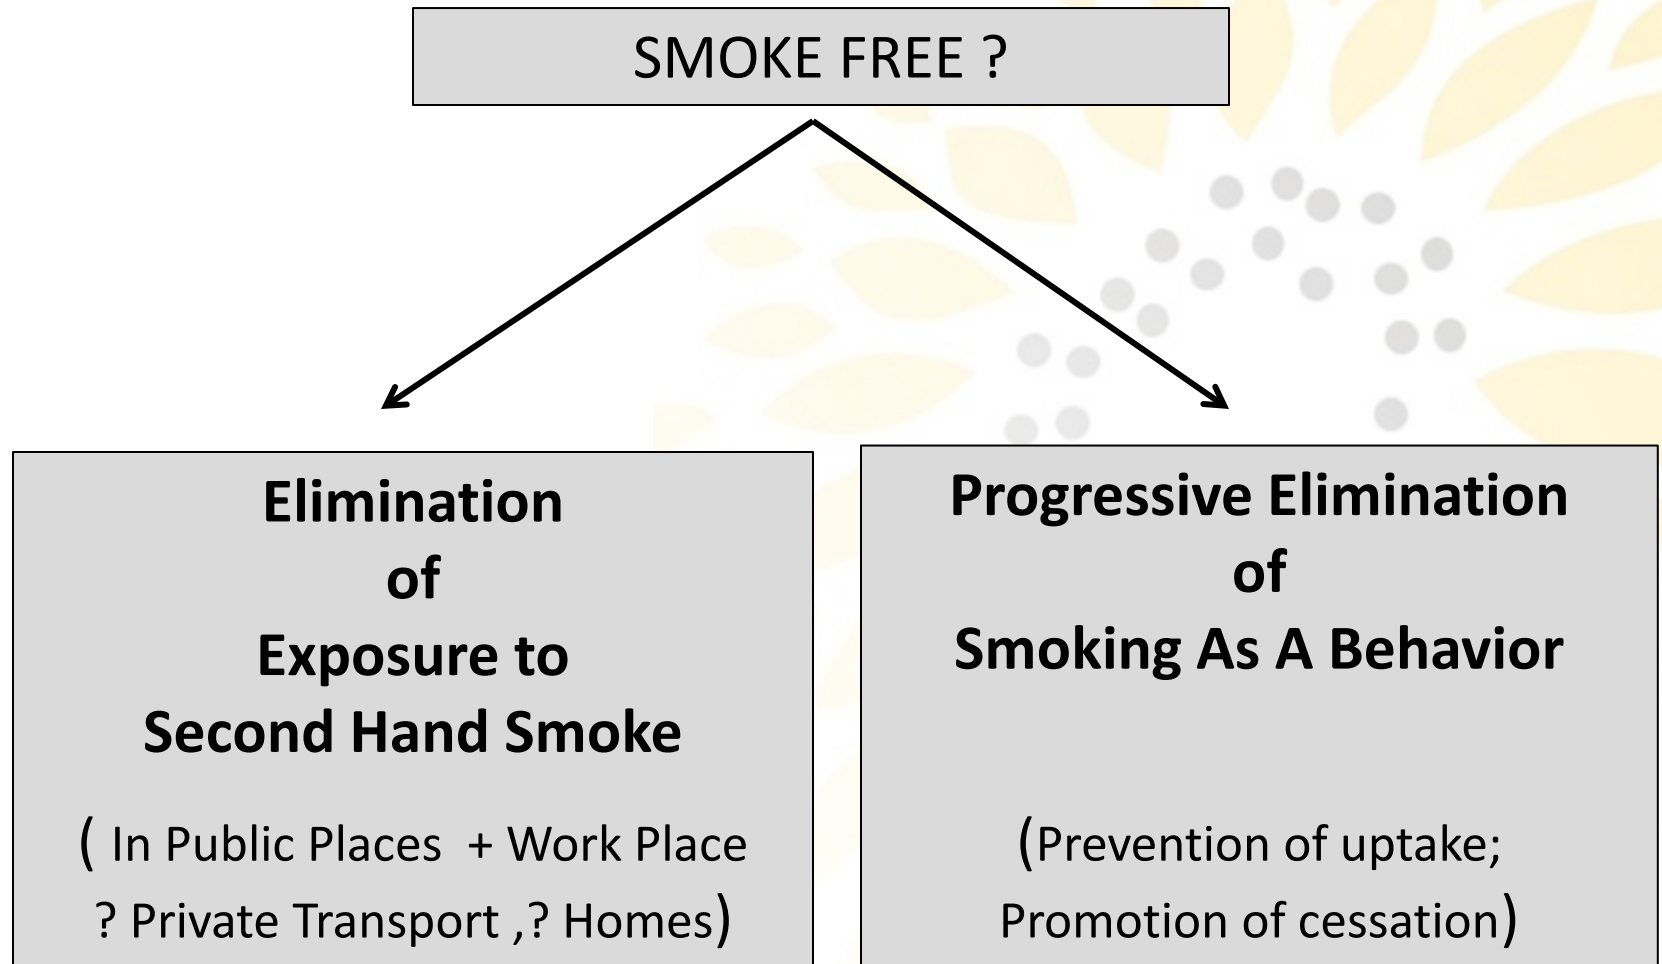 SMOKE FREE ?
Elimination
of
Exposure to
Second Hand Smoke
( In Public Places + Work Place
? Private Transport ,? Homes)
Progressive Elimination
of
Smoking As A Behavior
(Prevention of uptake;
Promotion of cessation)